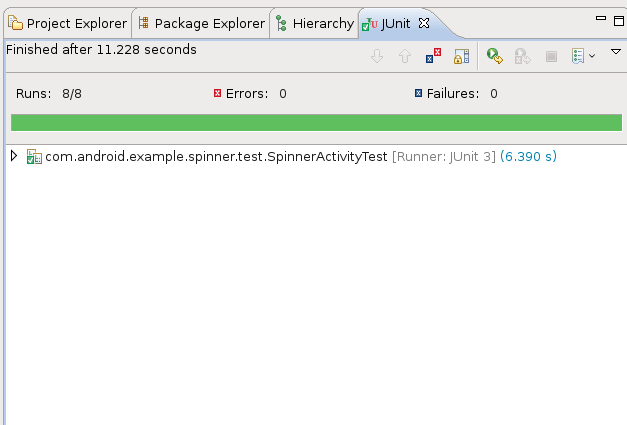 Project Explorer Package Explorer Hierarchy JUnit
Finished after 11.228 seconds
Runs: 8/8 Errors: 0 Failures: 0
com.android.example.spinner.test.SpinnerActivityTest [Runner: JUnit 3] (6.390 s)